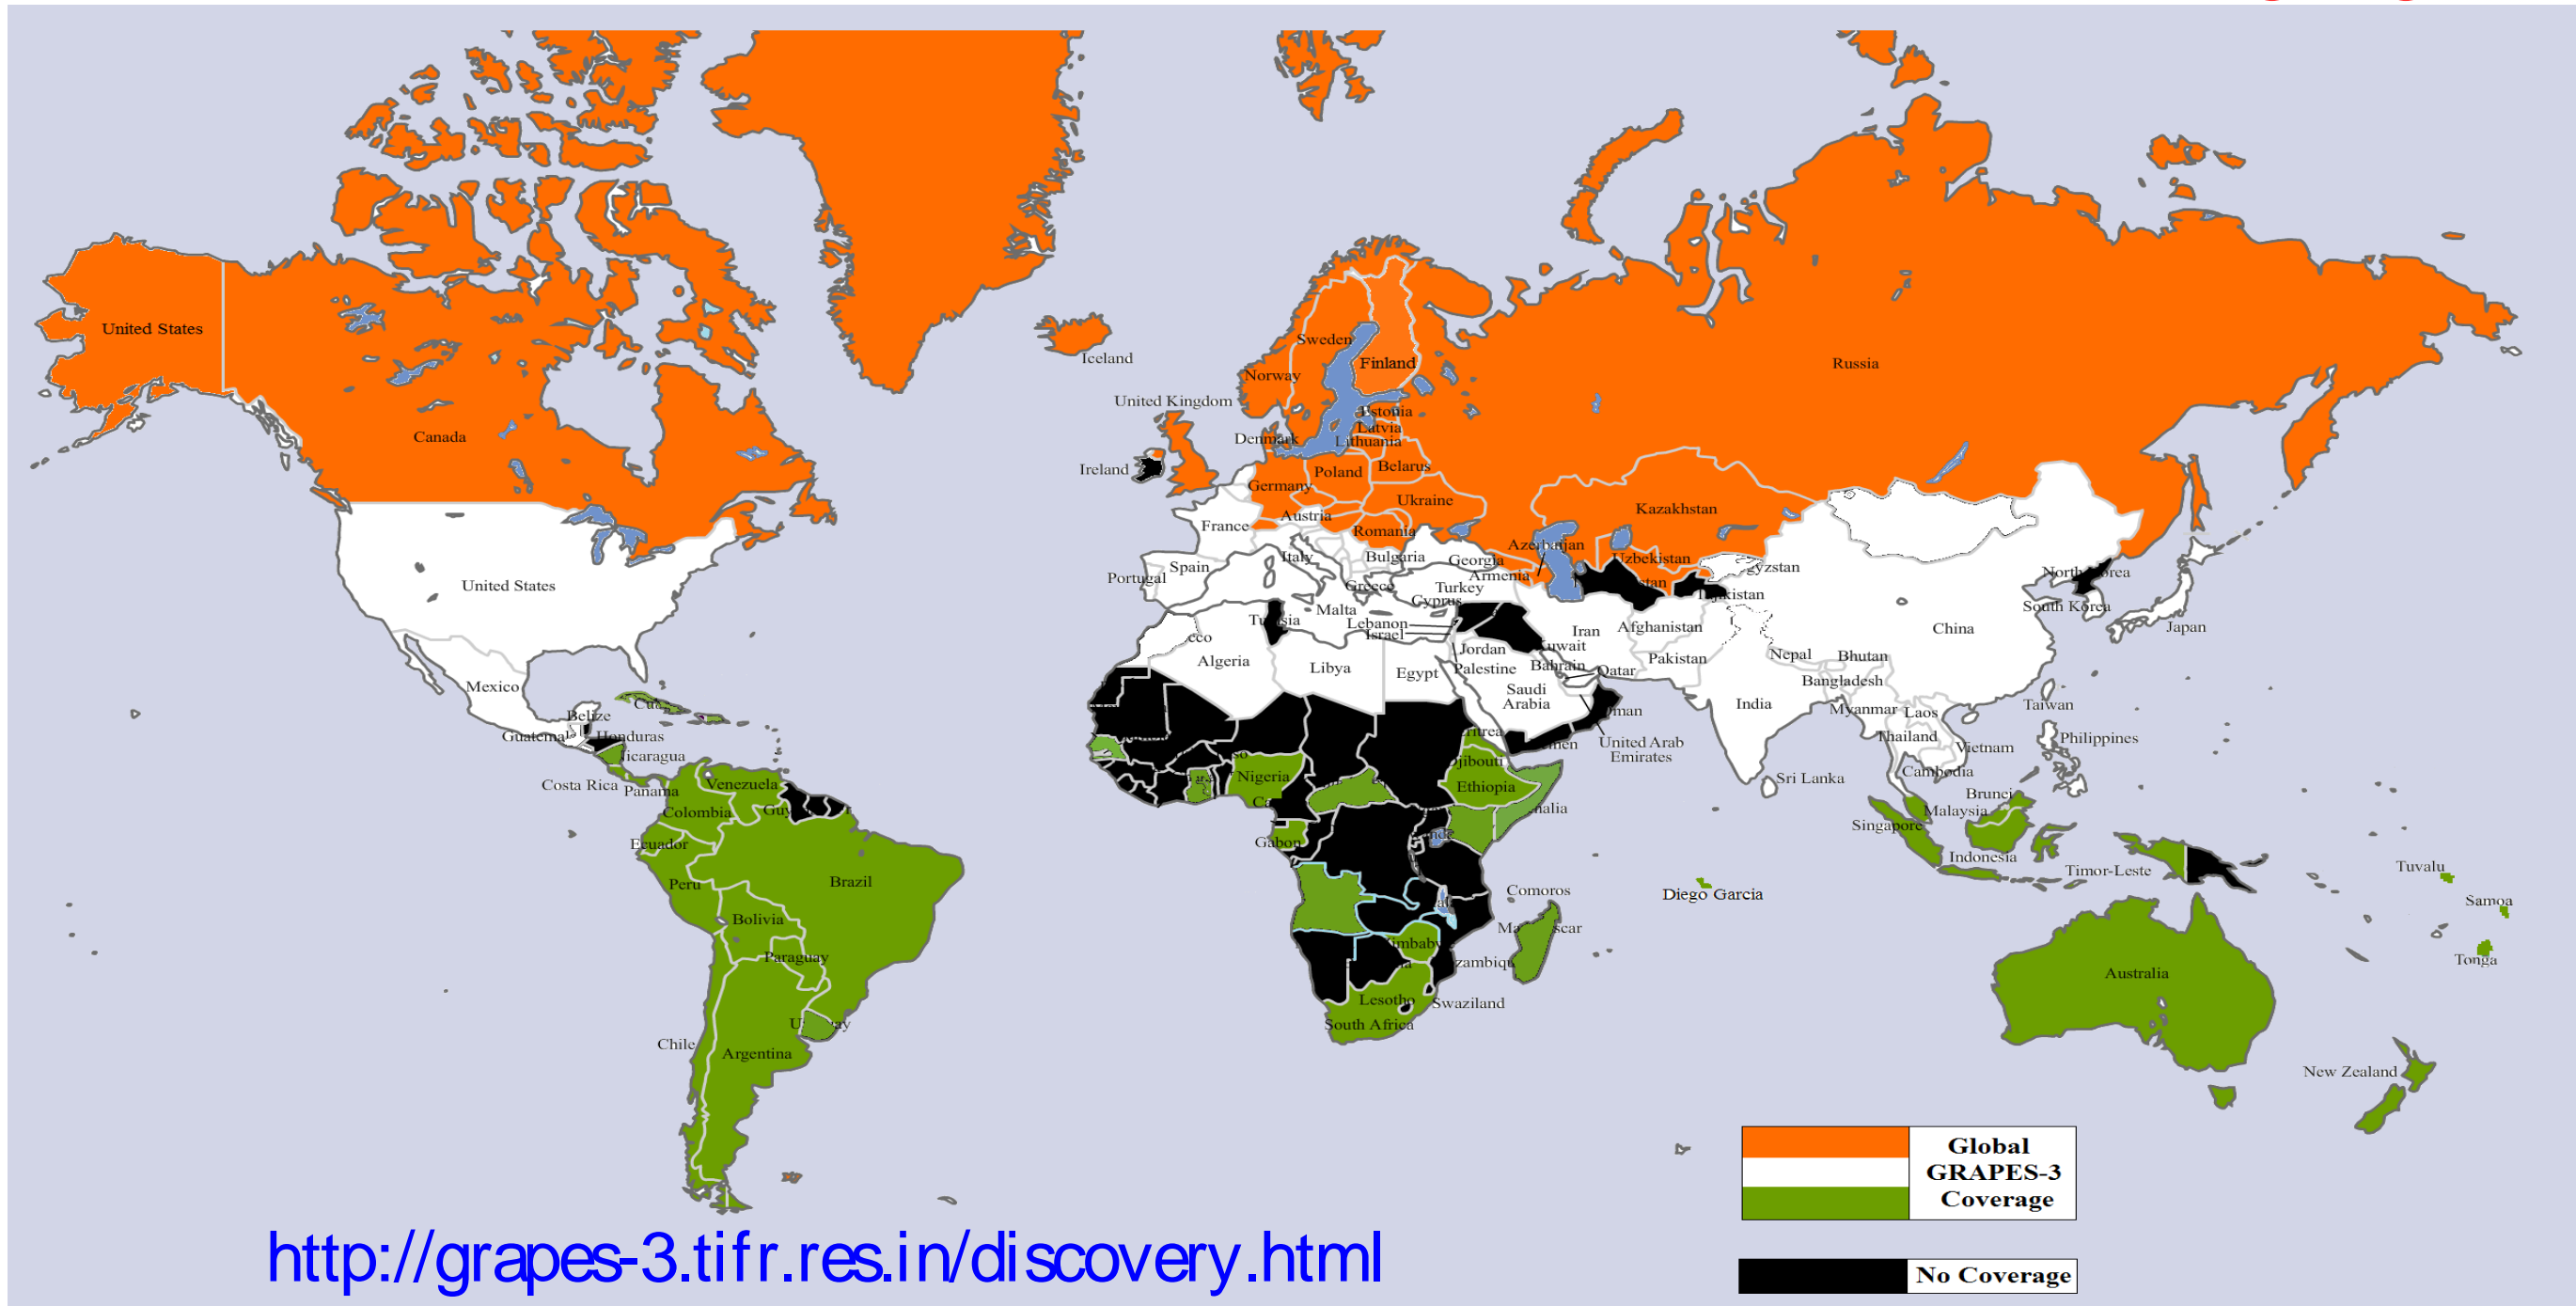 United States
Canada
Iceland
United Kingdom
Ireland
Norway
Sweden
Finland
Estonia
Latvia
Lithuania
Denmark
Poland
Belarus
Germany
Ukraine
Austria
Romania
France
Italy
Bulgaria
Spain
Portugal
Greece
Malta
Cyprus
Lebanon
Israel
Turkey
Georgia
Armenia
Azerbaijan
Russia
Kazakhstan
Uzbekistan
Iran
Afghanistan
Pakistan
Jordan
Palestine
Kuwait
Bahrain
Qatar
Saudi
Arabia
United Arab
Emirates
India
Nepal
Bhutan
Bangladesh
Myanmar
Laos
Thailand
Vietnam
Cambodia
Sri Lanka
China
South Korea
Japan
Taiwan
Philippines
Brunei
Malaysia
Singapore
Indonesia
Timor-Leste
Tuvalu
Samoa
Tonga
Australia
New Zealand
Diego Garcia
United States
Mexico
Belize
Honduras
Costa Rica
Panama
Venezuela
Colombia
Ecuador
Peru
Brazil
Bolivia
Paraguay
Chile
Argentina
Algeria
Libya
Egypt
Nigeria
Ethiopia
Gabon
Comoros
Lesotho
Swaziland
South Africa
Global
GRAPES-3
Coverage
No Coverage
http://grapes-3.tifr.res.in/discovery.html